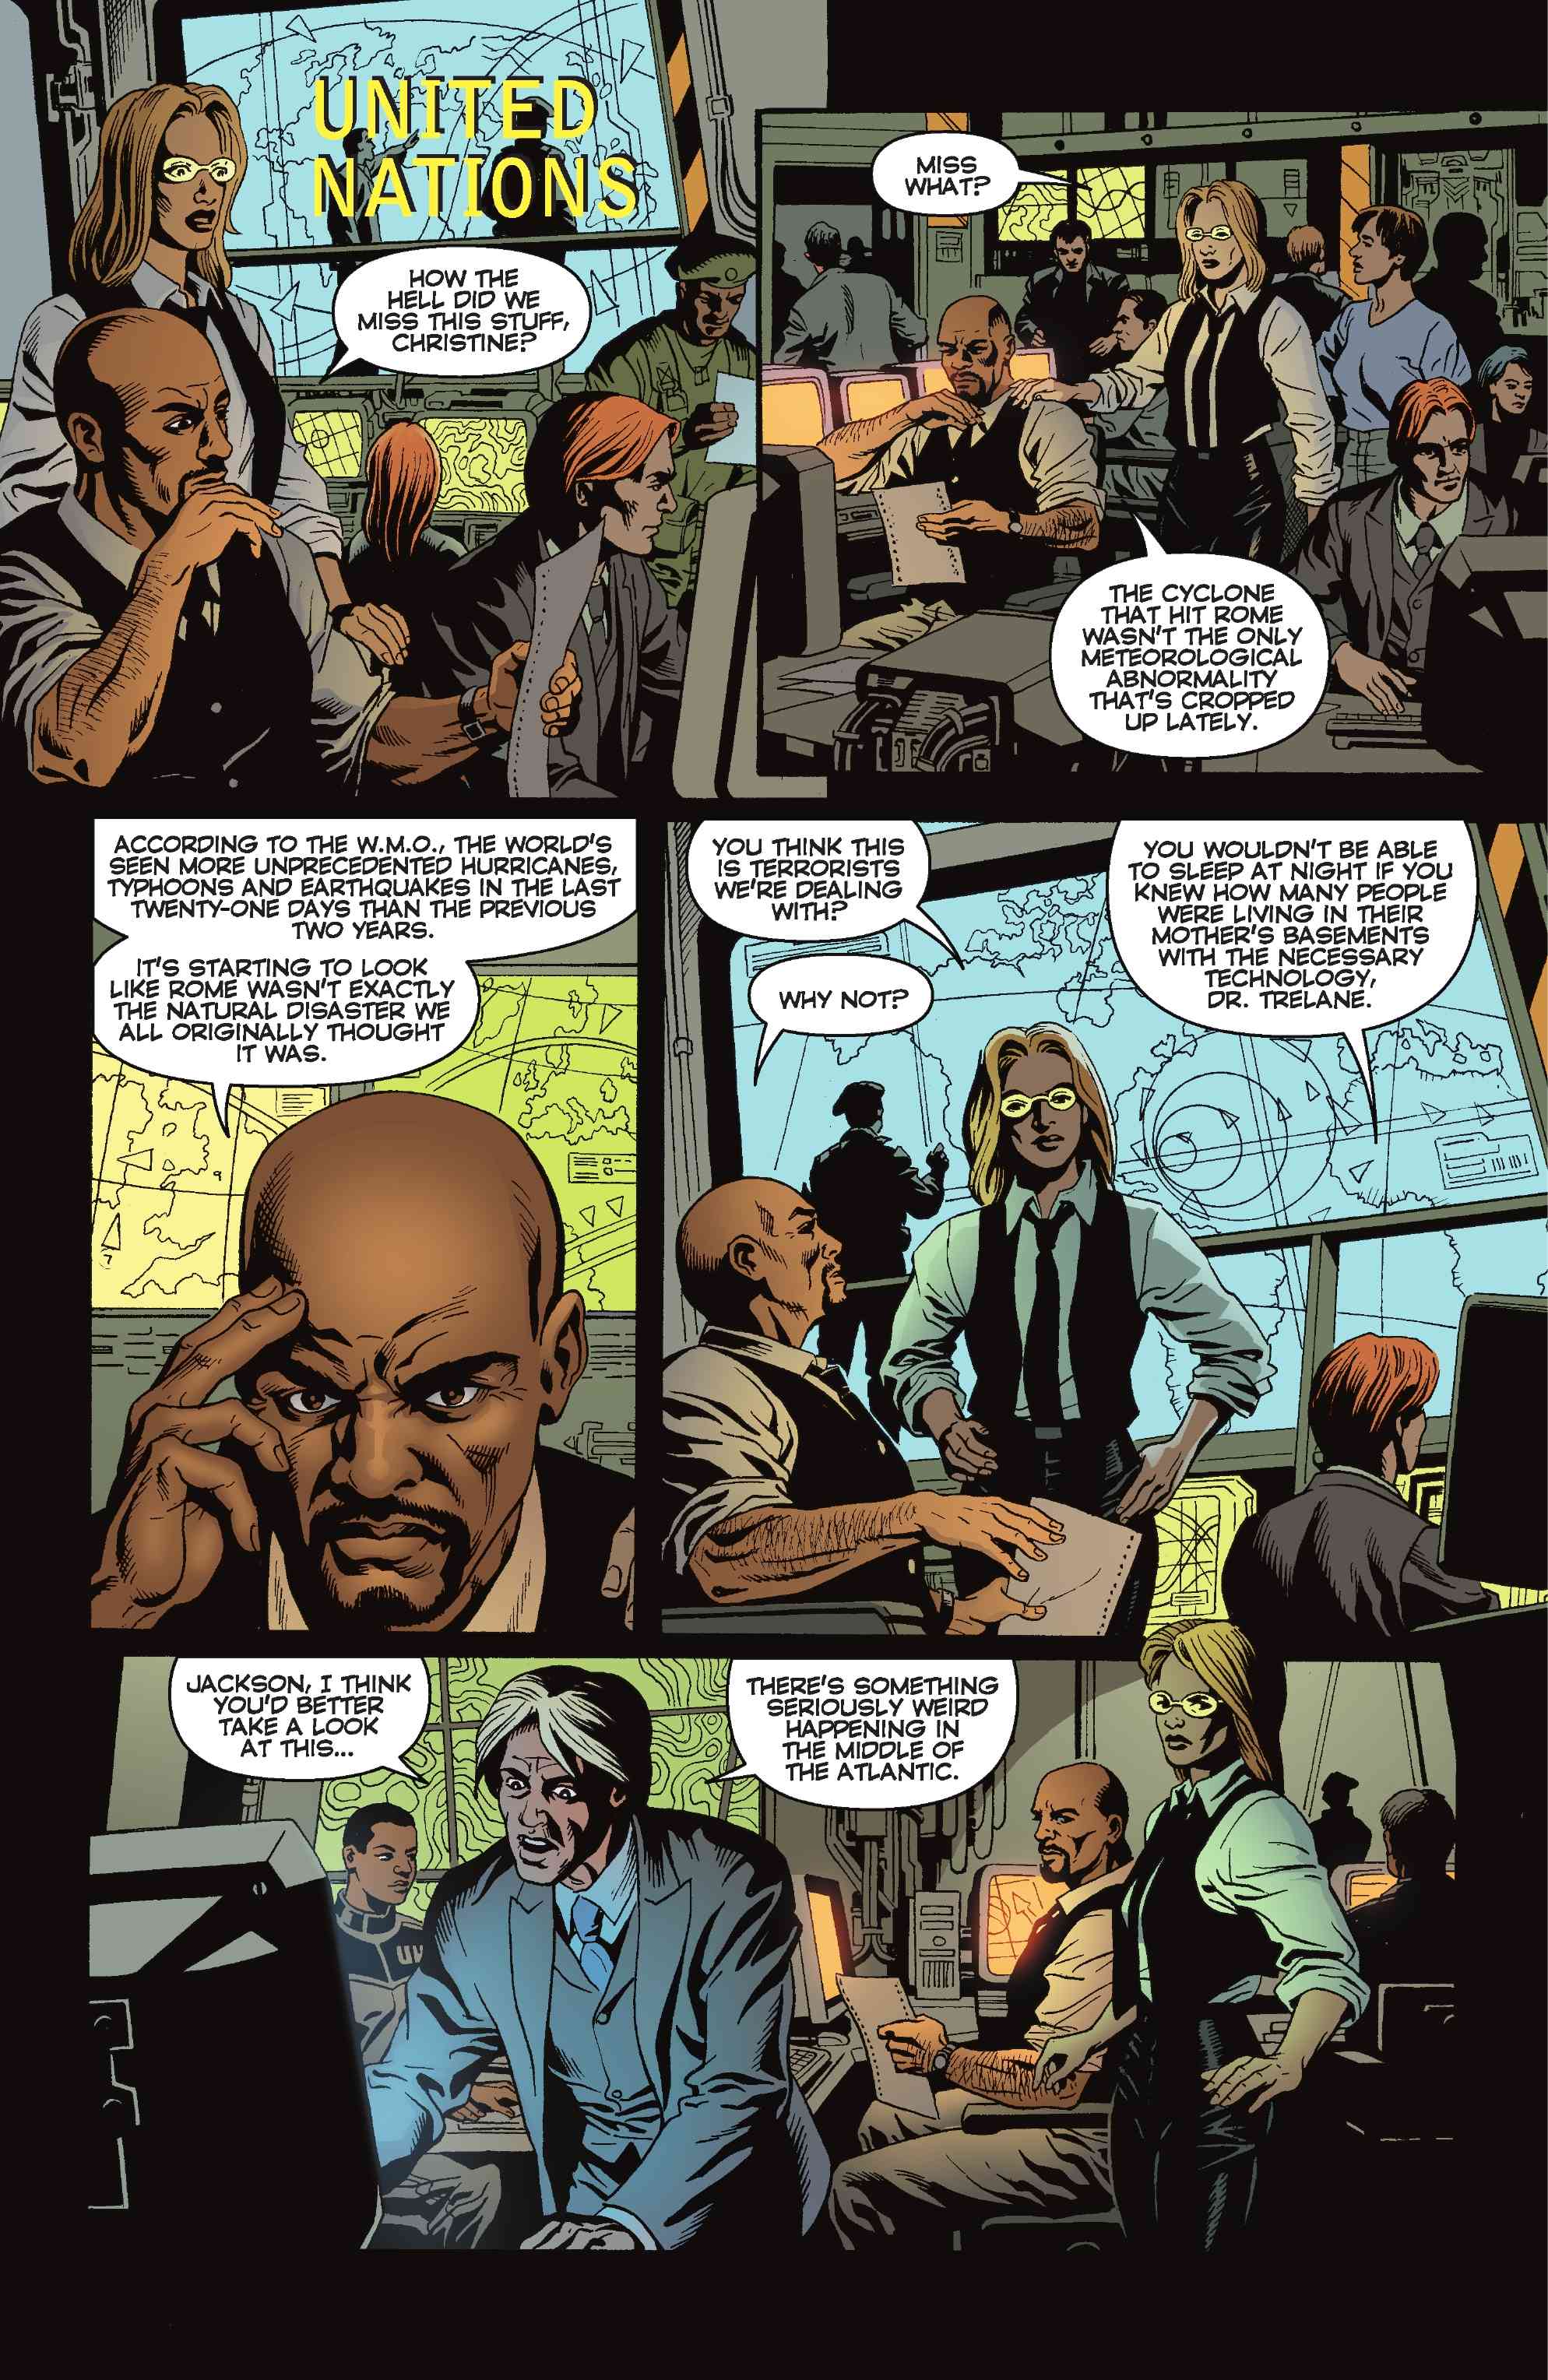 UNITED
NATIONS
HOW THE
HELL DID WE
MISS THIS STUFF,
CHRISTINE?
MISS
WHAT?
THE CYCLONE
THAT HIT ROME
WASN'T THE ONLY
METEOROLOGICAL
ABNORMALITY
THAT'S CROPPED
UP LATELY.
ACCORDING TO THE W.M.O., THE WORLD'S
SEEN MORE UNPRECEDENTED HURRICANES,
TYPHOONS AND EARTHQUAKES IN THE LAST
TWENTY-ONE DAYS THAN THE PREVIOUS
TWO YEARS.
IT'S STARTING TO LOOK
LIKE ROME WASN'T EXACTLY
THE NATURAL DISASTER WE
ALL ORIGINALLY THOUGHT
IT WAS.
YOU THINK THIS
IS TERRORISTS
WE'RE DEALING
WITH?
WHY NOT?
YOU WOULDN'T BE ABLE
TO SLEEP AT NIGHT IF YOU
KNEW HOW MANY PEOPLE
WERE LIVING IN THEIR
MOTHER'S BASEMENTS
WITH THE NECESSARY
TECHNOLOGY,
DR. TRELANE.
JACKSON, I THINK
YOU'D BETTER
TAKE A LOOK
AT THIS...
THERE'S SOMETHING
SERIOUSLY WEIRD
HAPPENING IN
THE MIDDLE OF
THE ATLANTIC.